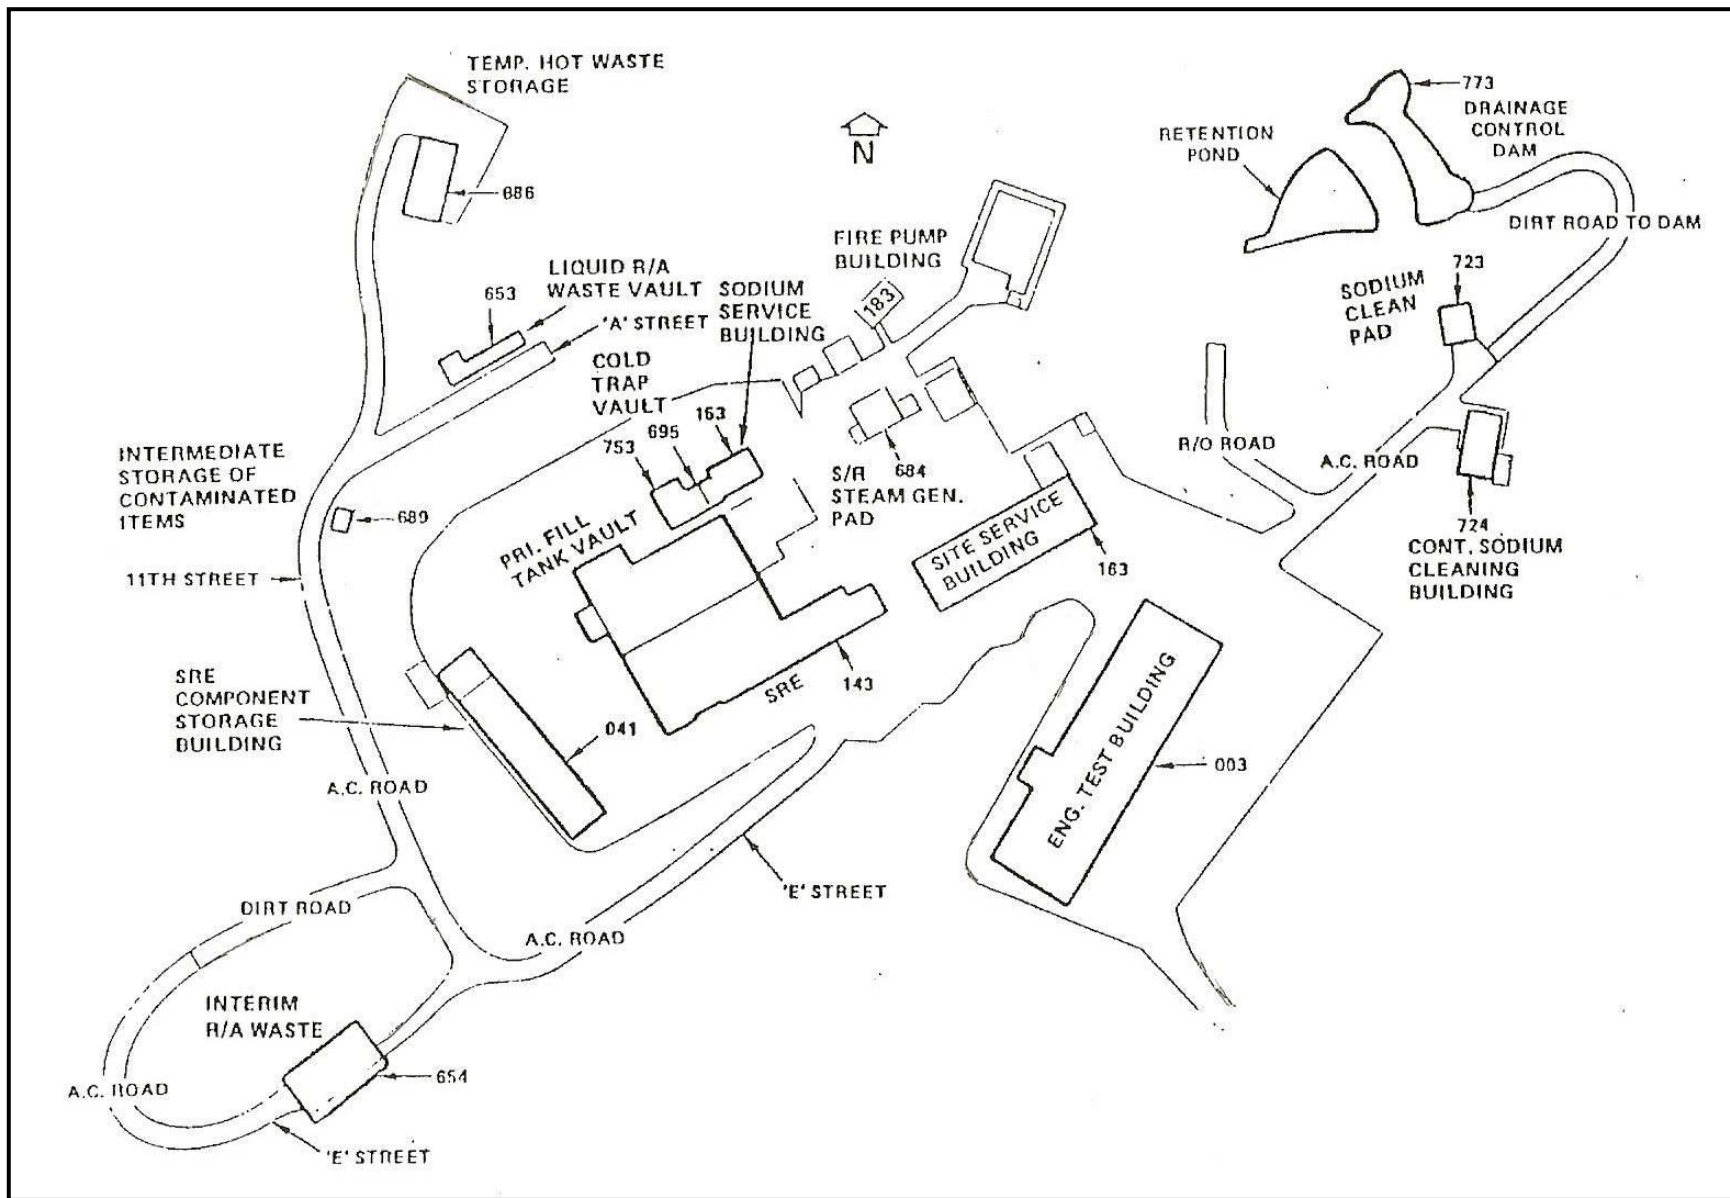 TEMP. HOT WASTE
STORAGE
686
N
773
DRAINAGE
CONTROL
DAM
RETENTION
POND
DIRT ROAD TO DAM
FIRE PUMP
BUILDING
183
LIQUID R/A
WASTE VAULT
653
'A' STREET
SODIUM
SERVICE
BUILDING
723
SODIUM
CLEAN
PAD
COLD
TRAP
VAULT
163
695
753
INTERMEDIATE
STORAGE OF
CONTAMINATED
ITEMS
689
R/O ROAD
A.C. ROAD
S/R 684
STEAM GEN.
PAD
PRI. FILL
TANK VAULT
SITE SERVICE
BUILDING
163
724
CONT. SODIUM
CLEANING
BUILDING
11TH STREET
SRE
COMPONENT
STORAGE
BUILDING
SRE
143
041
ENG. TEST BUILDING
003
A.C. ROAD
'E' STREET
DIRT ROAD
A.C. ROAD
INTERIM
R/A WASTE
654
A.C. ROAD
'E' STREET